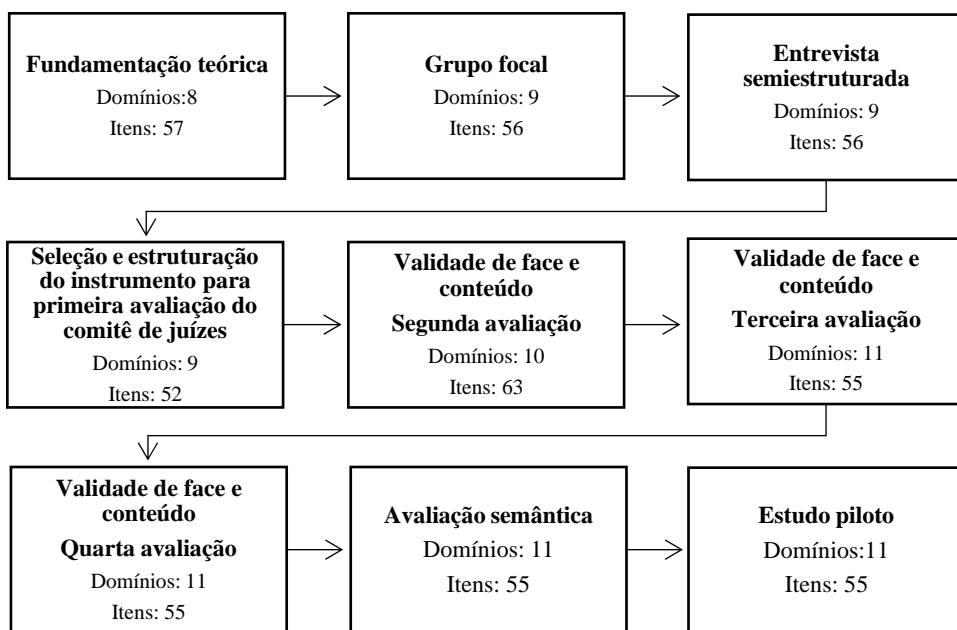 Fundamentação teórica
Domínios:8
Itens: 57
Grupo focal
Domínios: 9
Itens: 56
Entrevista
semiestruturada
Domínios: 9
Itens: 56
Seleção e estruturação
do instrumento para
primeira avaliação do
comitê de juízes
Domínios: 9
Itens: 52
Validade de face e
conteúdo
Segunda avaliação
Domínios: 10
Itens: 63
Validade de face e
conteúdo
Terceira avaliação
Domínios: 11
Itens: 55
Validade de face e
conteúdo
Quarta avaliação
Domínios: 11
Itens: 55
Avaliação semântica
Domínios: 11
Itens: 55
Estudo piloto
Domínios:11
Itens: 55